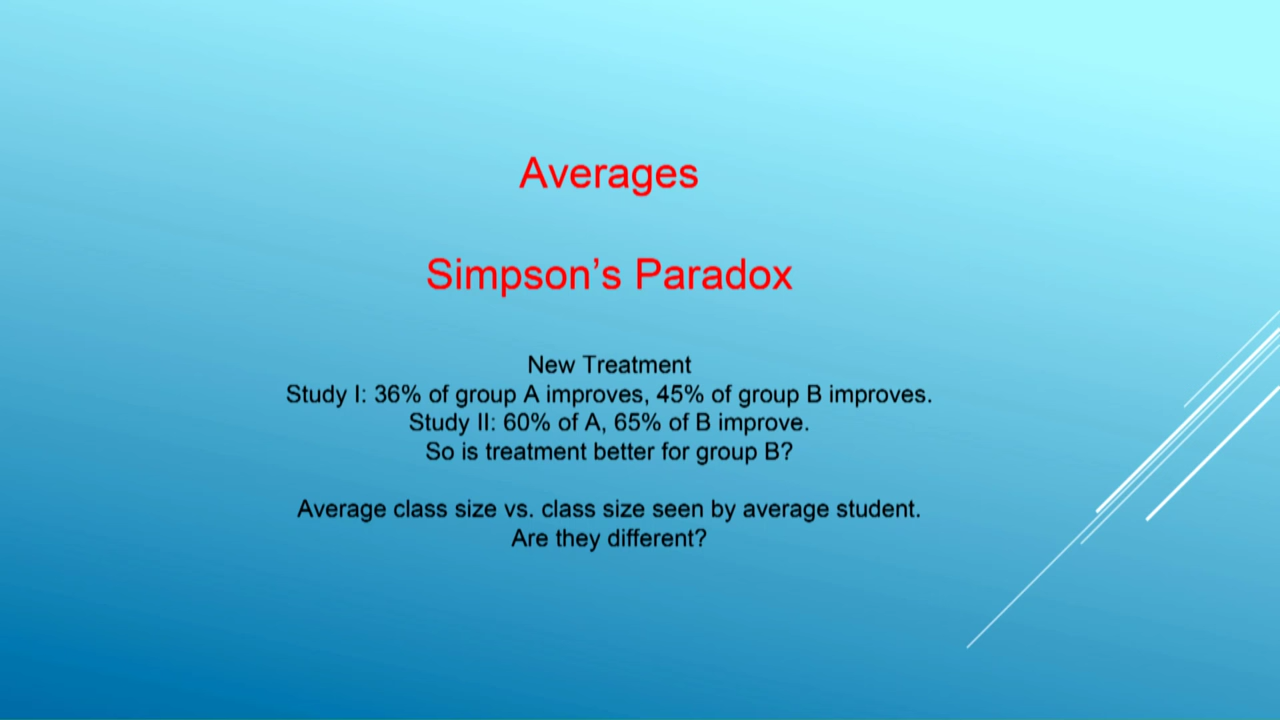 Averages
Simpson’s Paradox
New Treatment
Study I: 36% of group A improves, 45% of group B improves.
Study II: 60% of A, 65% of B improve.
So is treatment better for group B?
Average class size vs. class size seen by average student.
Are they different?